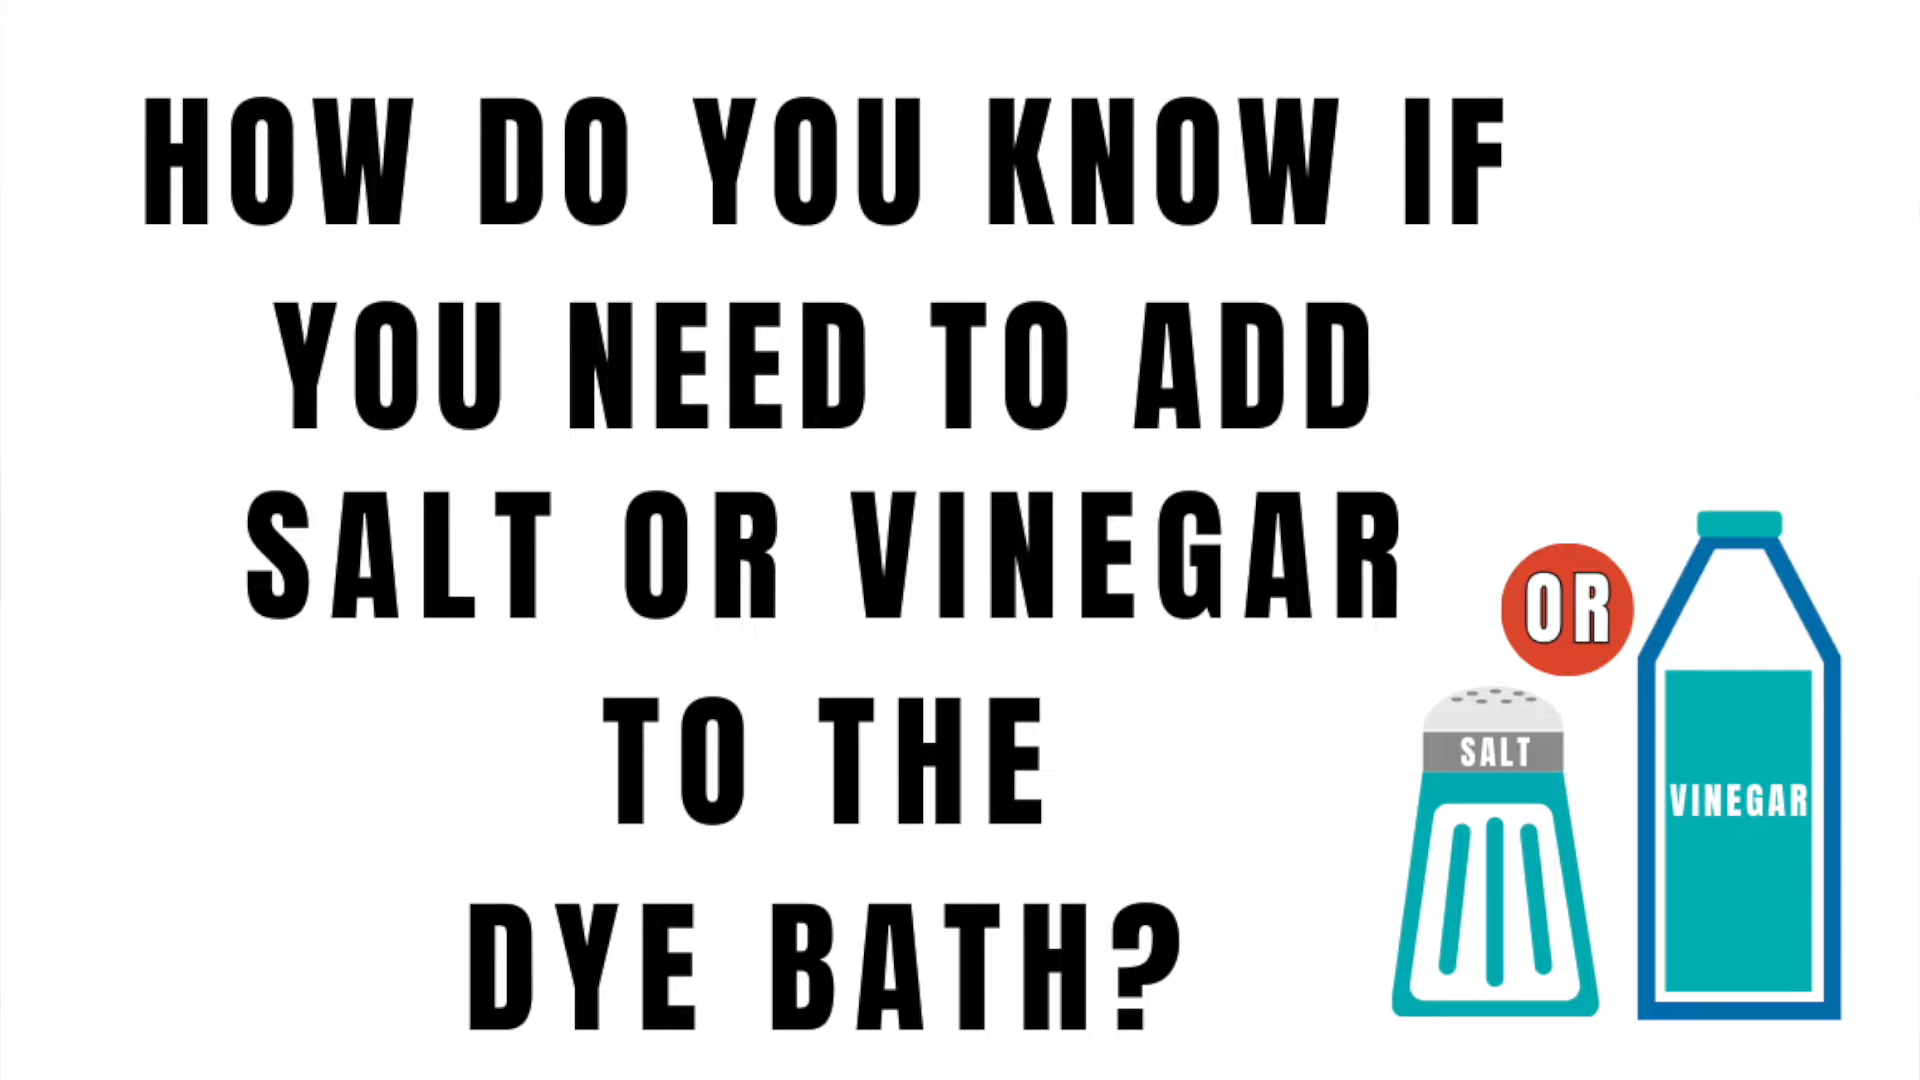 HOW DO YOU KNOW IF
YOU NEED TO ADD
SALT OR VINEGAR
TO THE
DYE BATH?
OR
SALT
VINEGAR